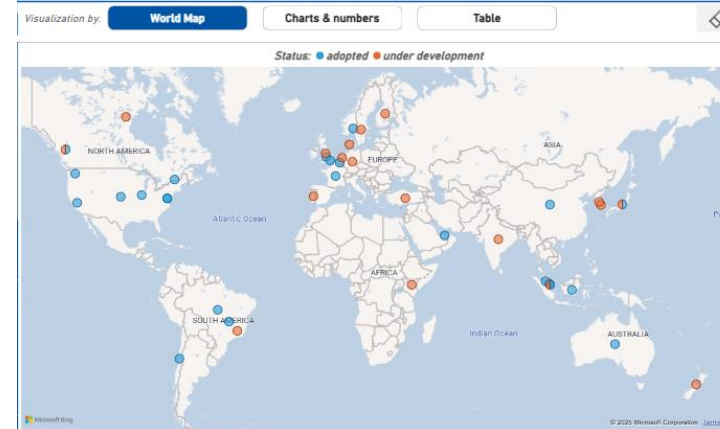 Visualization by: World Map Charts & numbers Table
Status: adopted under development
NORTH AMERICA
EUROPE
ASIA
Atlantic Ocean
AFRICA
SOUTH AMERICA
Indian Ocean
AUSTRALIA
Microsoft Bing
© 2025 Microsoft Corporation Terms